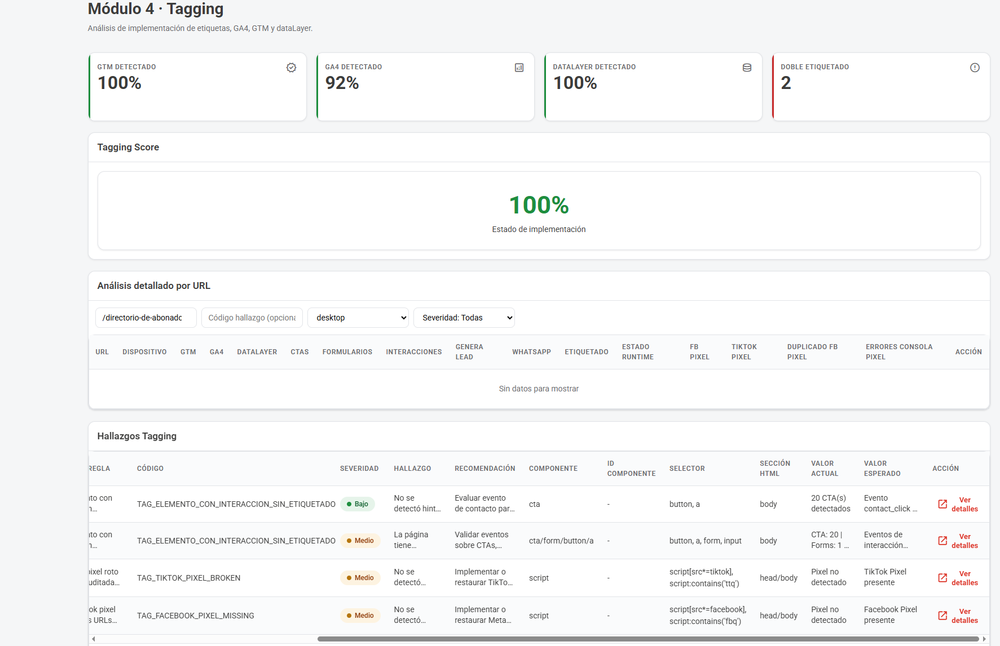 Módulo 4 · Tagging
Análisis de implementación de etiquetas, GA4, GTM y dataLayer.
GTM DETECTADO
100%
GA4 DETECTADO
92%
DATALAYER DETECTADO
100%
DOBLE ETIQUETADO
2
Tagging Score
100%
Estado de implementación
Análisis detallado por URL
/directorio-de-abonado
Código hallazgo (opciona
desktop
Severidad: Todas
URL DISPOSITIVO GTM GA4 DATALAYER CTAS FORMULARIOS INTERACCIONES GENERA LEAD WHATSAPP ETIQUETADO ESTADO RUNTIME FB PIXEL TIKTOK PIXEL DUPLICADO FB PIXEL ERRORES CONSOLA PIXEL ACCIÓN
Sin datos para mostrar
Hallazgos Tagging
REGLA CÓDIGO SEVERIDAD HALLAZGO RECOMENDACIÓN COMPONENTE ID COMPONENTE SELECTOR SECCIÓN HTML VALOR ACTUAL VALOR ESPERADO ACCIÓN
nto con n… TAG_ELEMENTO_CON_INTERACCION_SIN_ETIQUETADO Bajo No se detectó hint… Evaluar evento de contacto par… cta - button, a body 20 CTA(s) detectados Evento contact_click … Ver detalles
nto con n… TAG_ELEMENTO_CON_INTERACCION_SIN_ETIQUETADO Medio La página tiene… Validar eventos sobre CTAs,… cta/form/button/a - button, a, form, input body CTA: 20 | Forms: 1 … Eventos de interacción… Ver detalles
pixel roto uditada… TAG_TIKTOK_PIXEL_BROKEN Medio No se detectó… Implementar o restaurar TikTo… script - script[src*=tiktok], script:contains('ttq') head/body Pixel no detectado TikTok Pixel presente Ver detalles
ok pixel s URLs… TAG_FACEBOOK_PIXEL_MISSING Medio No se detectó… Implementar o restaurar Meta… script - script[src*=facebook], script:contains('fbq') head/body Pixel no detectado Facebook Pixel presente Ver detalles